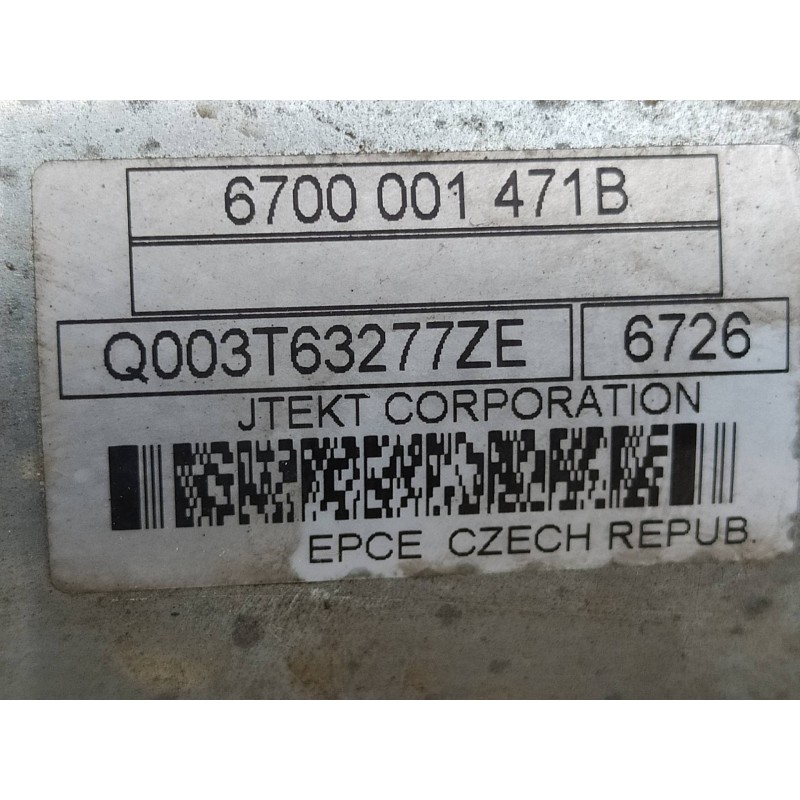 6700 001 471B
Q003T63277ZE 6726
JTEKT CORPORATION
EPCE CZECH REPUB.